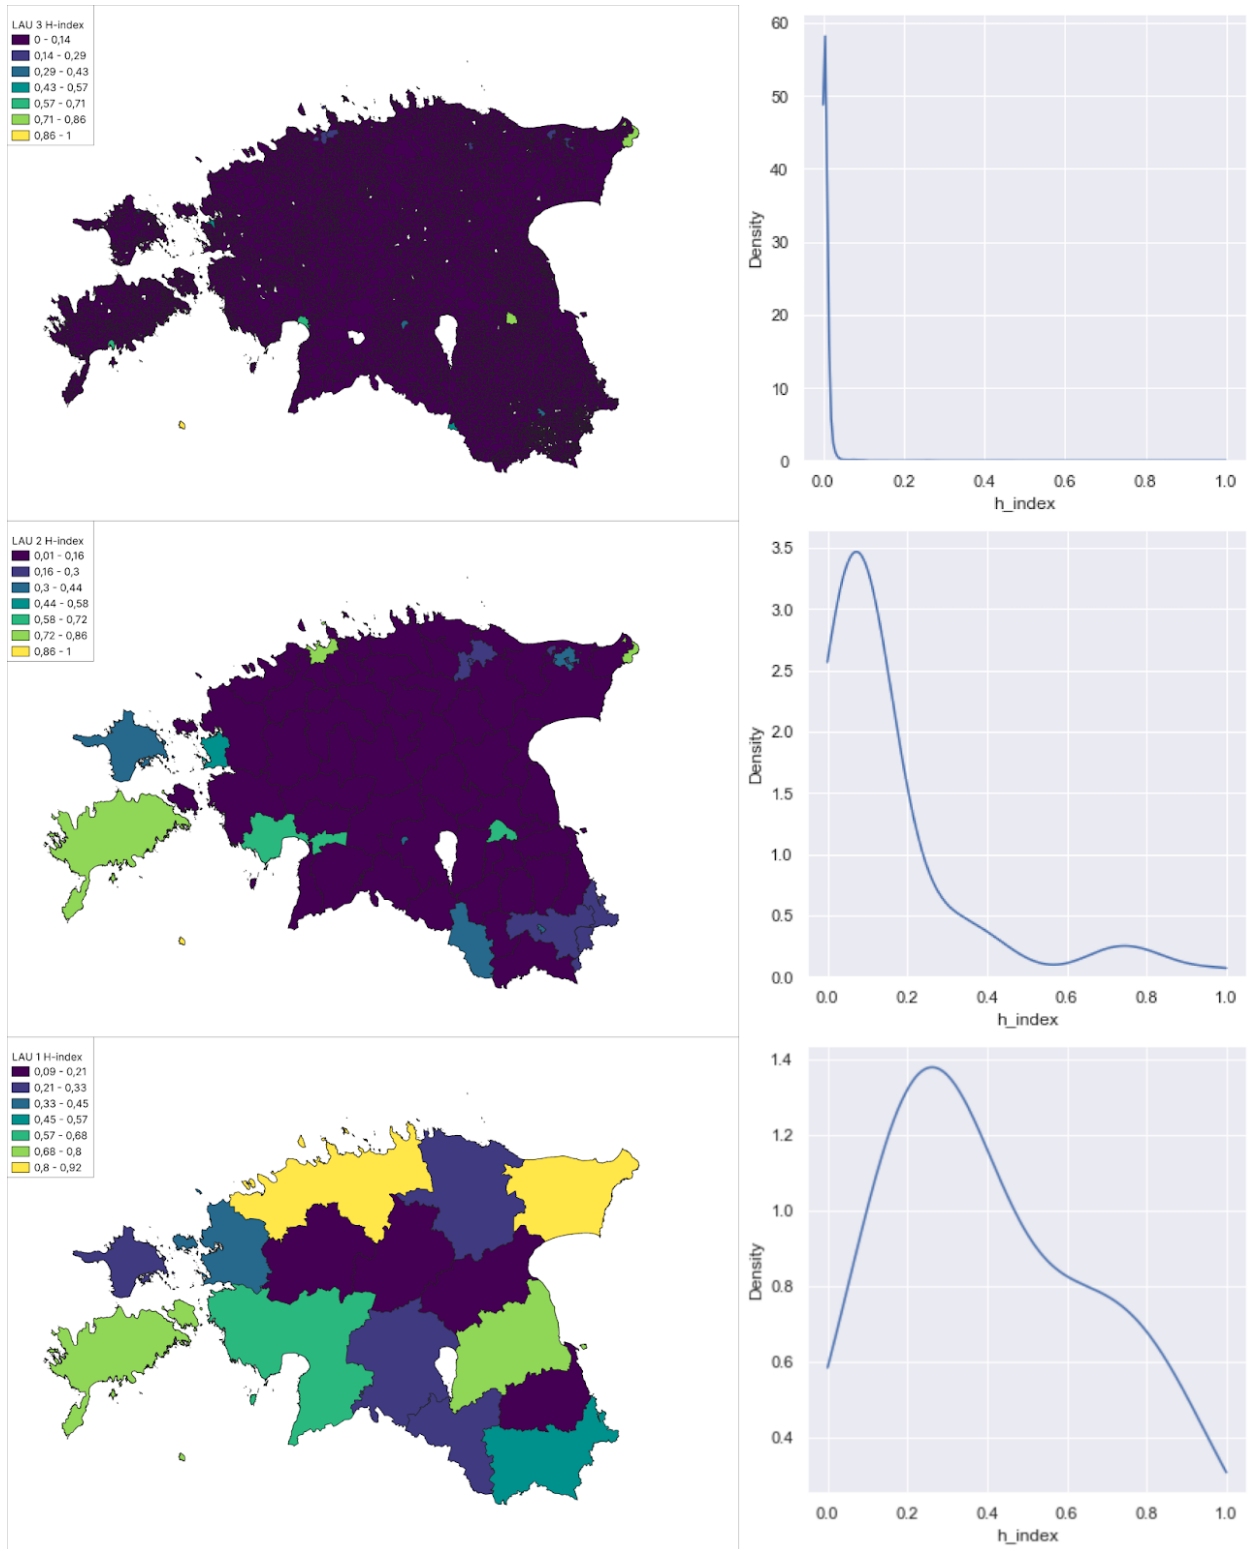 LAU 3 H-index
0 - 0,14
0,14 - 0,29
0,29 - 0,43
0,43 - 0,57
0,57 - 0,71
0,71 - 0,86
0,86 - 1
60
50
40
30
20
10
0
Density
0.0 0.2 0.4 0.6 0.8 1.0
h_index
LAU 2 H-index
0,01 - 0,16
0,16 - 0,3
0,3 - 0,44
0,44 - 0,58
0,58 - 0,72
0,72 - 0,86
0,86 - 1
3.5
3.0
2.5
2.0
1.5
1.0
0.5
0.0
Density
0.0 0.2 0.4 0.6 0.8 1.0
h_index
LAU 1 H-index
0,09 - 0,21
0,21 - 0,33
0,33 - 0,45
0,45 - 0,57
0,57 - 0,68
0,68 - 0,8
0,8 - 0,92
1.4
1.2
1.0
0.8
0.6
0.4
Density
0.0 0.2 0.4 0.6 0.8 1.0
h_index